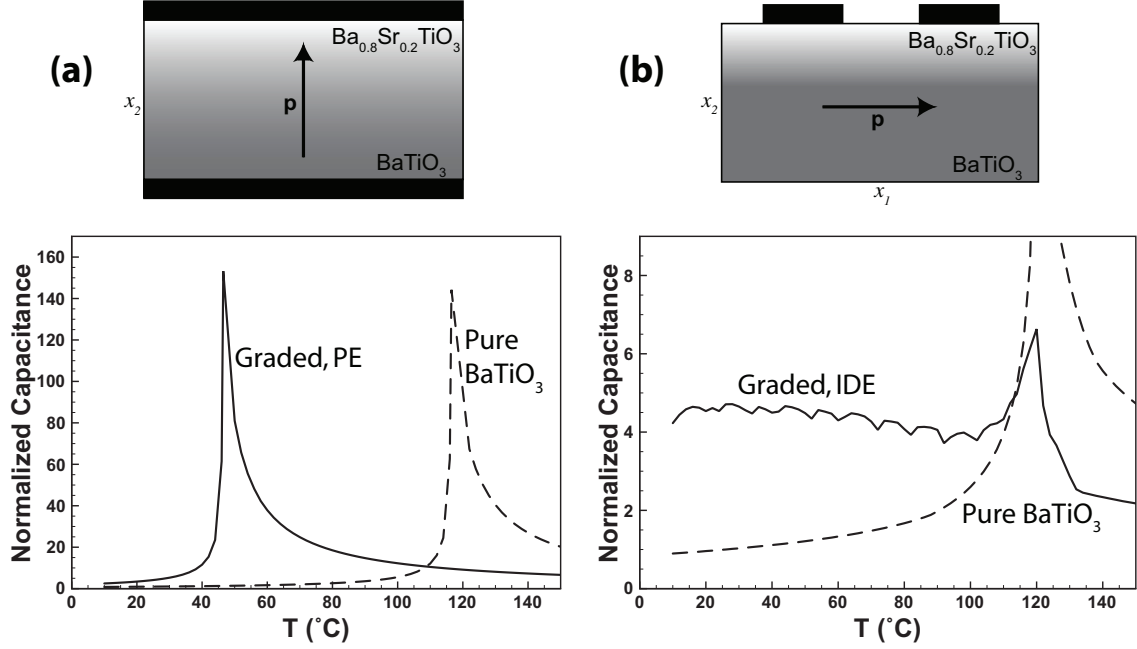 (a)
Ba0.8Sr0.2TiO3
x2
p
BaTiO3
(b)
Ba0.8Sr0.2TiO3
x2
p
BaTiO3
x1
Normalized Capacitance
160
140
120
100
80
60
40
20
0
Graded, PE
Pure
BaTiO3
0 20 40 60 80 100 120 140
T (˚C)
Normalized Capacitance
8
6
4
2
0
Graded, IDE
Pure BaTiO3
0 20 40 60 80 100 120 140
T (˚C)